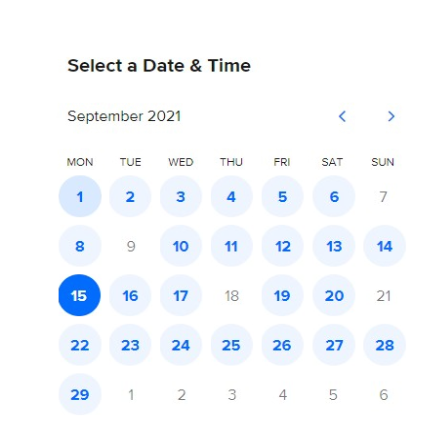 Select a Date & Time
September 2021
MON TUE WED THU FRI SAT SUN
1 2 3 4 5 6 7
8 9 10 11 12 13 14
15 16 17 18 19 20 21
22 23 24 25 26 27 28
29 1 2 3 4 5 6